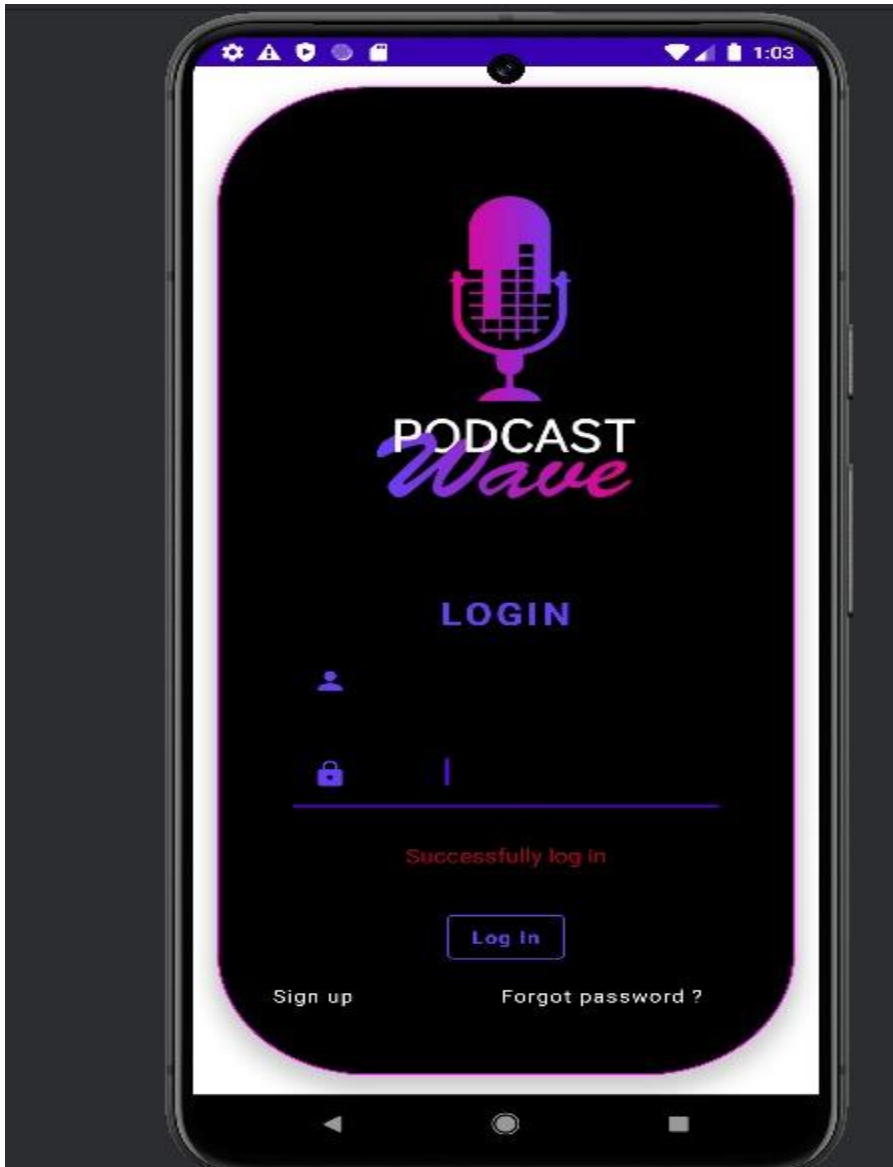 1:03
PODCAST
Wave
LOGIN
Successfully log in
Log In
Sign up
Forgot password ?